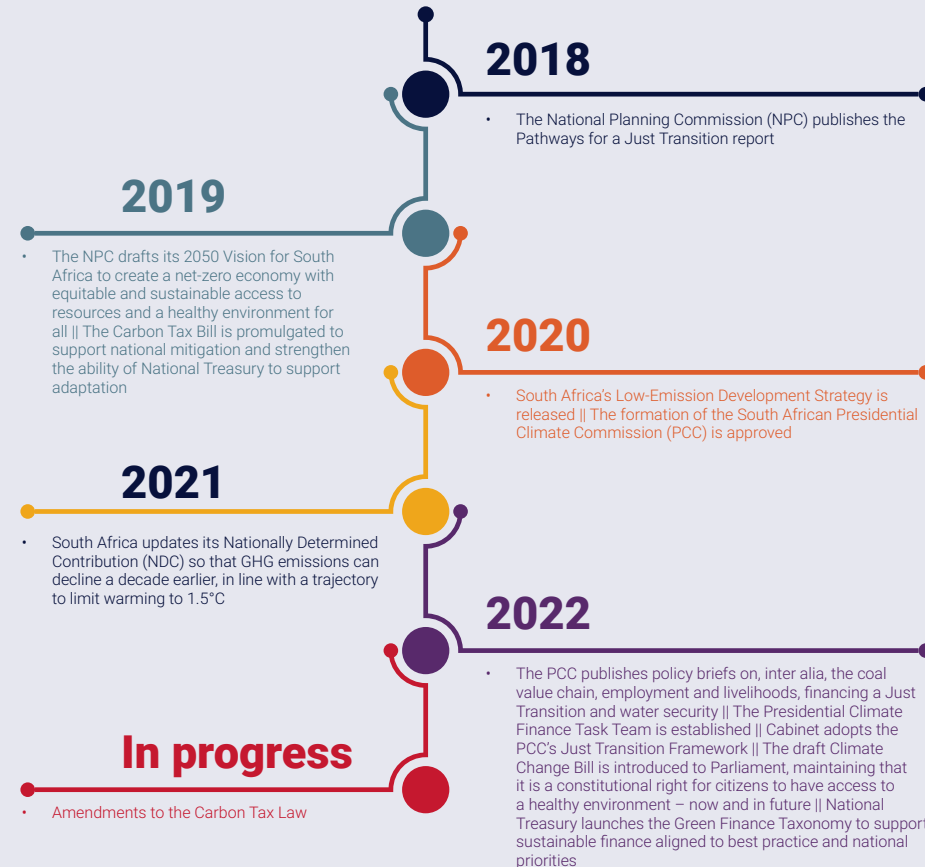 2018
• The National Planning Commission (NPC) publishes the
Pathways for a Just Transition report
2019
• The NPC drafts its 2050 Vision for South
Africa to create a net-zero economy with
equitable and sustainable access to
resources and a healthy environment for
all || The Carbon Tax Bill is promulgated to
support national mitigation and strengthen
the ability of National Treasury to support
adaptation
2020
• South Africa’s Low-Emission Development Strategy is
released || The formation of the South African Presidential
Climate Commission (PCC) is approved
2021
• South Africa updates its Nationally Determined
Contribution (NDC) so that GHG emissions can
decline a decade earlier, in line with a trajectory
to limit warming to 1.5°C
2022
• The PCC publishes policy briefs on, inter alia, the coal
value chain, employment and livelihoods, financing a Just
Transition and water security || The Presidential Climate
Finance Task Team is established || Cabinet adopts the
PCC’s Just Transition Framework || The draft Climate
Change Bill is introduced to Parliament, maintaining that
it is a constitutional right for citizens to have access to
a healthy environment – now and in future || National
Treasury launches the Green Finance Taxonomy to support
sustainable finance aligned to best practice and national
priorities
In progress
• Amendments to the Carbon Tax Law